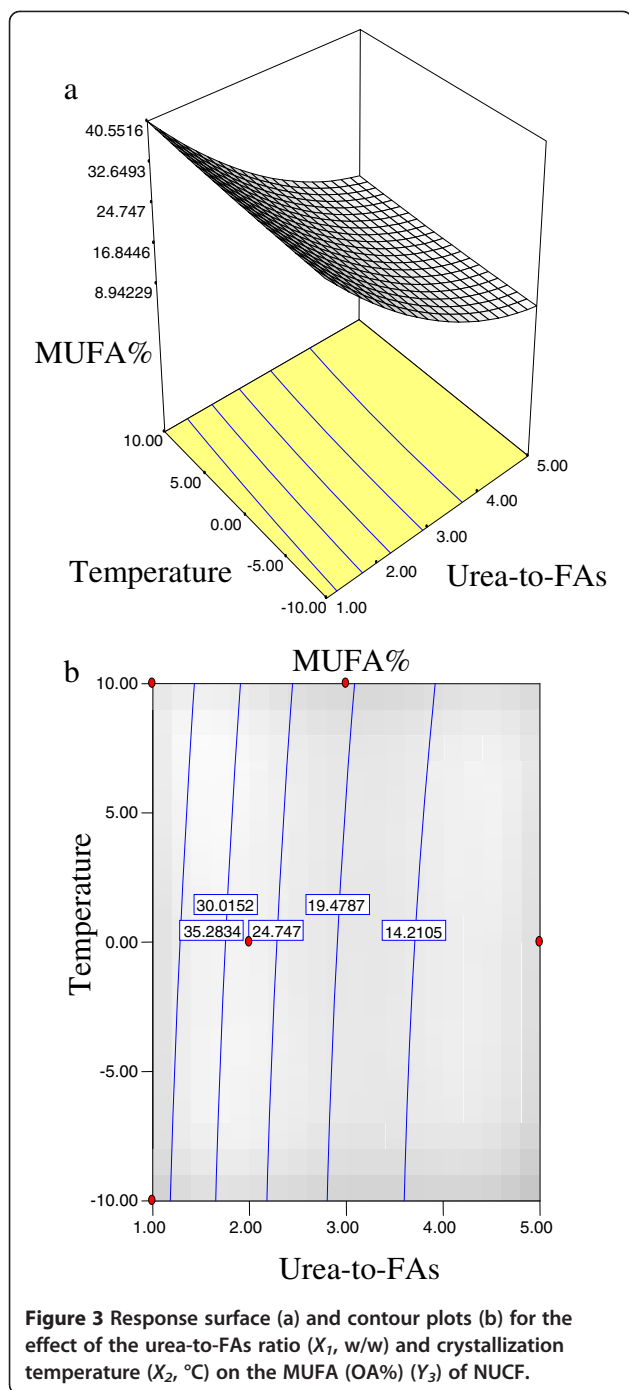 a
40.5516
32.6493
24.747
16.8446
8.94229
MUFA%
10.00
5.00
0.00
-5.00
-10.00
1.00
2.00
3.00
4.00
5.00
Temperature
Urea-to-FAs
b
MUFA%
10.00
5.00
0.00
-5.00
-10.00
Temperature
30.0152
19.4787
35.2834
24.747
14.2105
1.00
2.00
3.00
4.00
5.00
Urea-to-FAs
Figure 3 Response surface (a) and contour plots (b) for the
effect of the urea-to-FAs ratio (X1, w/w) and crystallization
temperature (X2, °C) on the MUFA (OA%) (Y3) of NUCF.